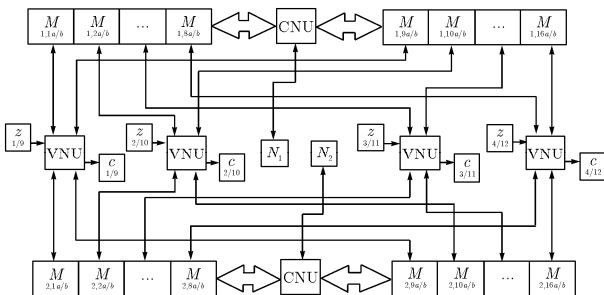 M M ... M CNU M M ... M
1,1a/b 1,2a/b 1,8a/b 1,9a/b 1,10a/b 1,16a/b
z z z z
1/9 2/10 3/11 4/12
VNU VNU N₁ N₂ VNU VNU
c c c c
1/9 2/10 3/11 4/12
M M ... M CNU M M ... M
2,1a/b 2,2a/b 2,8a/b 2,9a/b 2,10a/b 2,16a/b